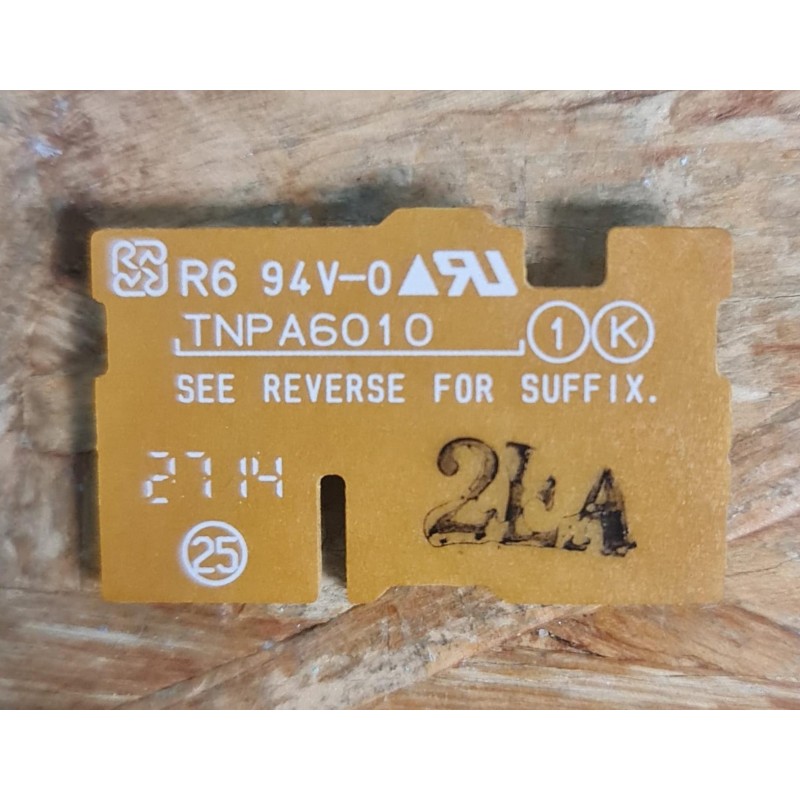 R6 94V-0
TNPA6010 1 K
SEE REVERSE FOR SUFFIX.
2714
25